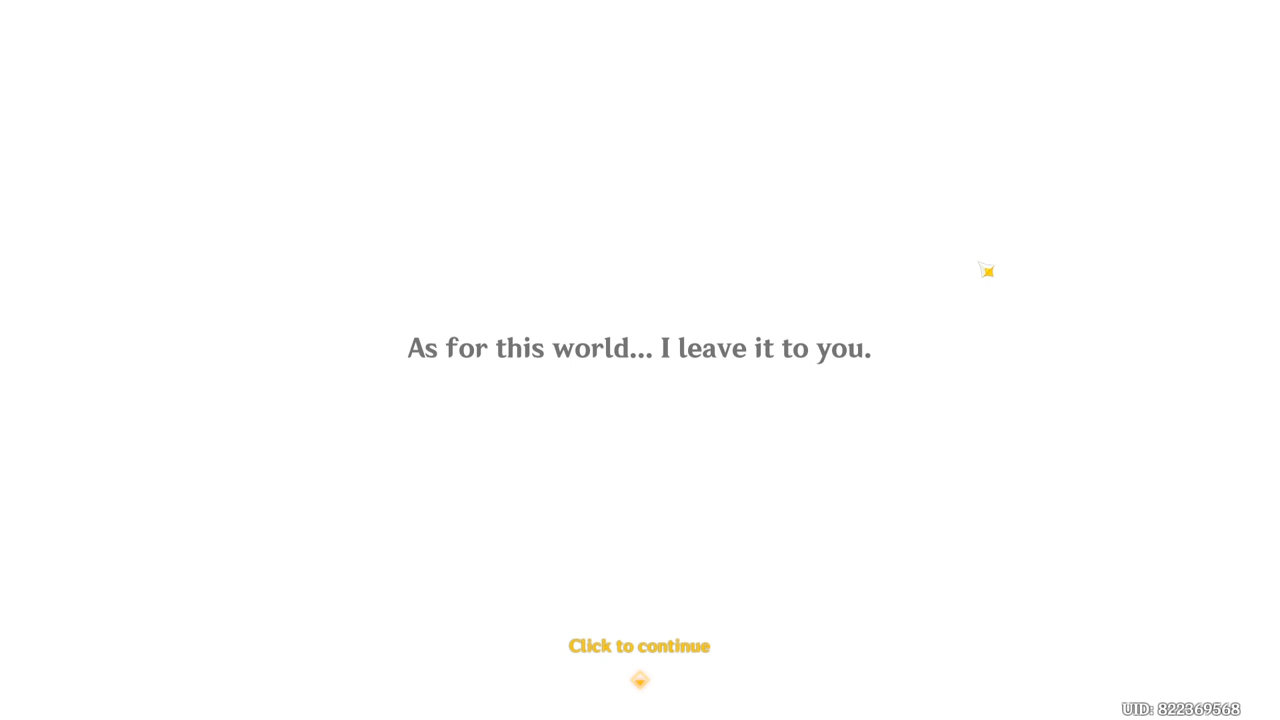 As for this world... I leave it to you.
Click to continue
UID: 822369568